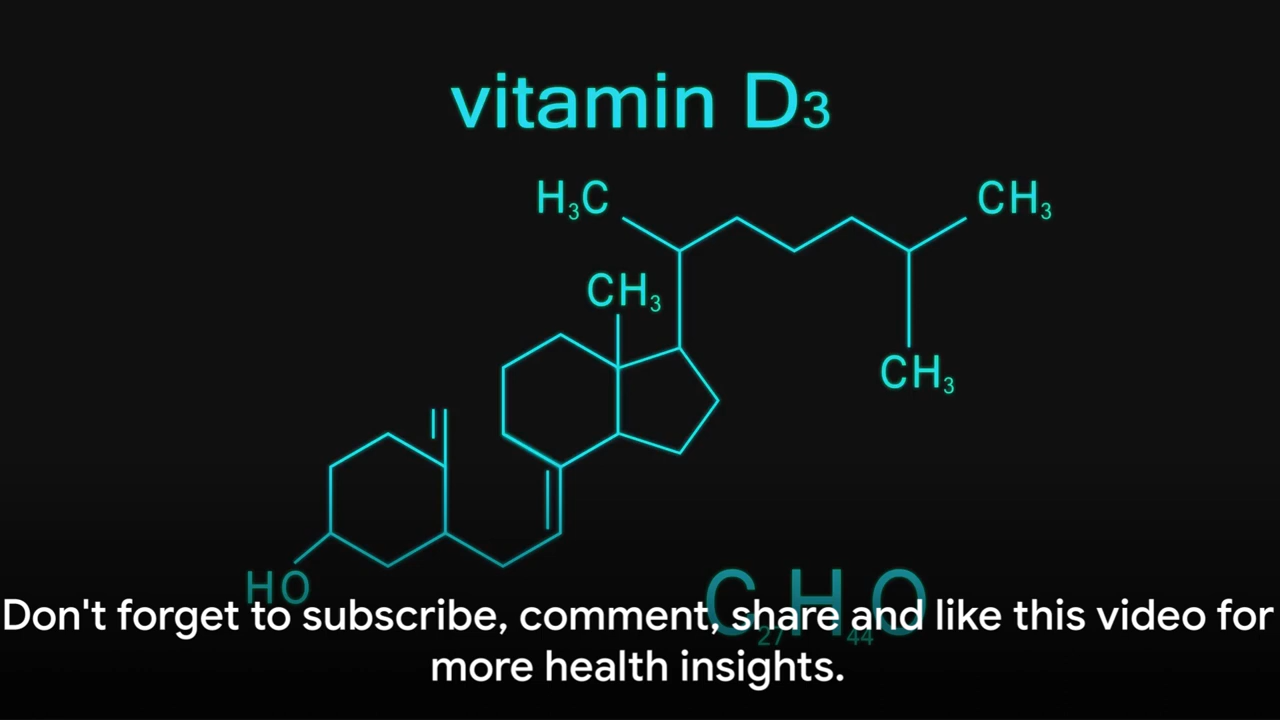 vitamin D3
H3C
CH3
CH3
CH3
HO
C27H44O
Don't forget to subscribe, comment, share and like this video for
more health insights.